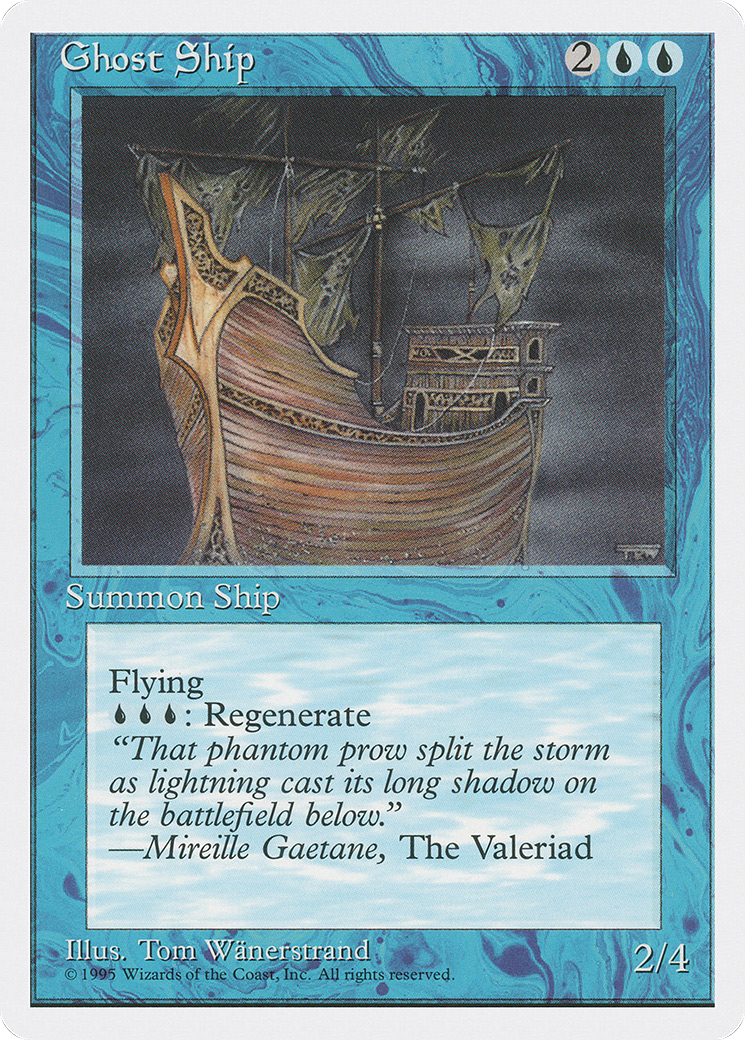 Ghost Ship 2
Summon Ship
Flying
: Regenerate
“That phantom prow split the storm
as lightning cast its long shadow on
the battlefield below.”
—Mireille Gaetane, The Valeriad
Illus. Tom Wänerstrand
© 1995 Wizards of the Coast, Inc. All rights reserved.
2/4